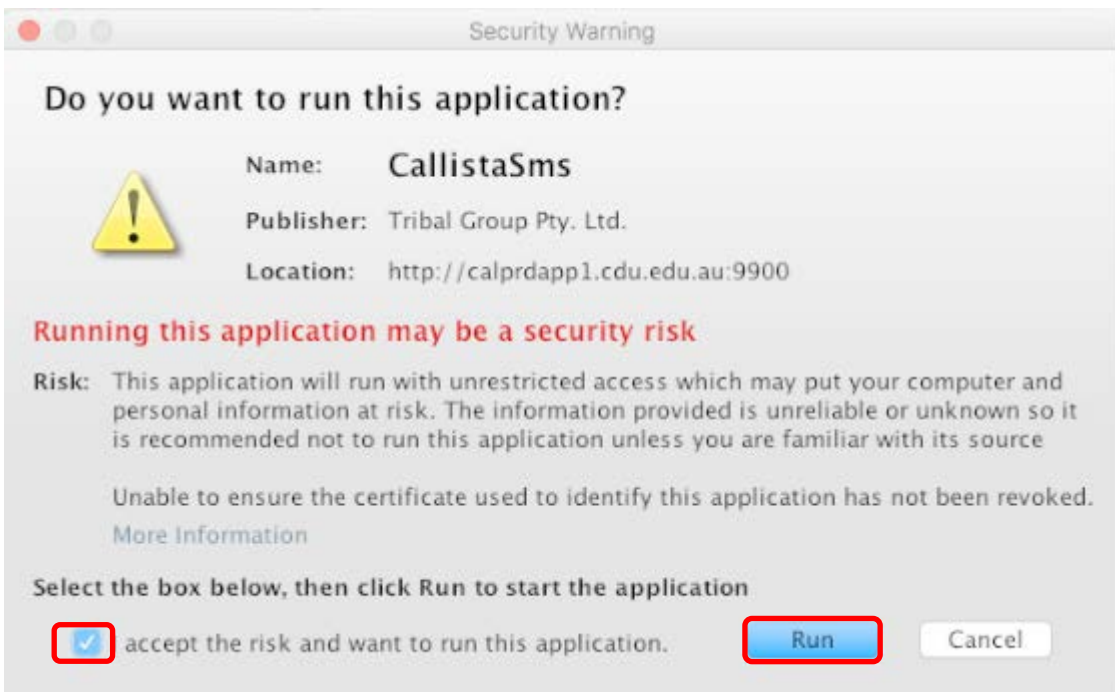 Security Warning
Do you want to run this application?
Name: CallistaSms
Publisher: Tribal Group Pty. Ltd.
Location: http://calprdapp1.cdu.edu.au:9900
Running this application may be a security risk
Risk: This application will run with unrestricted access which may put your computer and
personal information at risk. The information provided is unreliable or unknown so it
is recommended not to run this application unless you are familiar with its source
Unable to ensure the certificate used to identify this application has not been revoked.
More Information
Select the box below, then click Run to start the application
accept the risk and want to run this application.
Run
Cancel